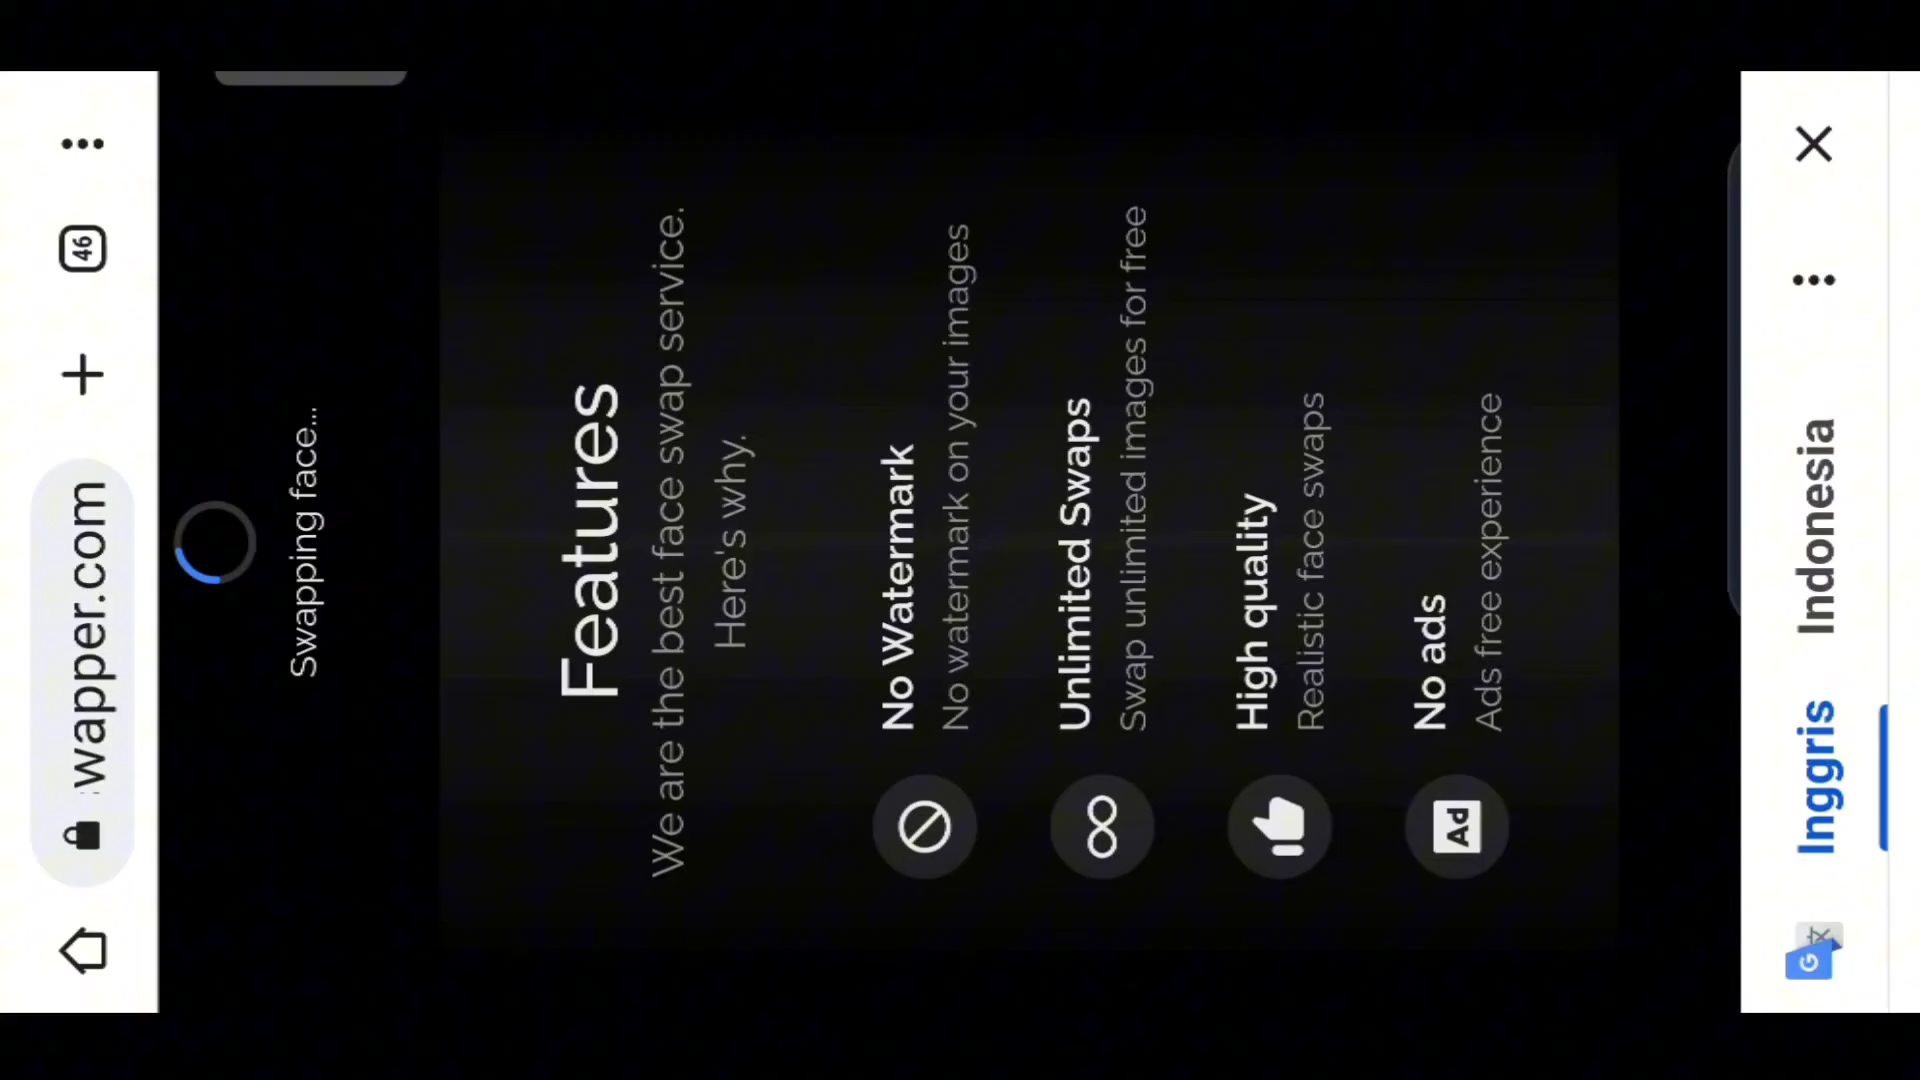 wapper.com
46
Swapping face...
Features
We are the best face swap service.
Here's why.
No Watermark
No watermark on your images
Unlimited Swaps
Swap unlimited images for free
High quality
Realistic face swaps
Ad
No ads
Ads free experience
G 文
Inggris
Indonesia